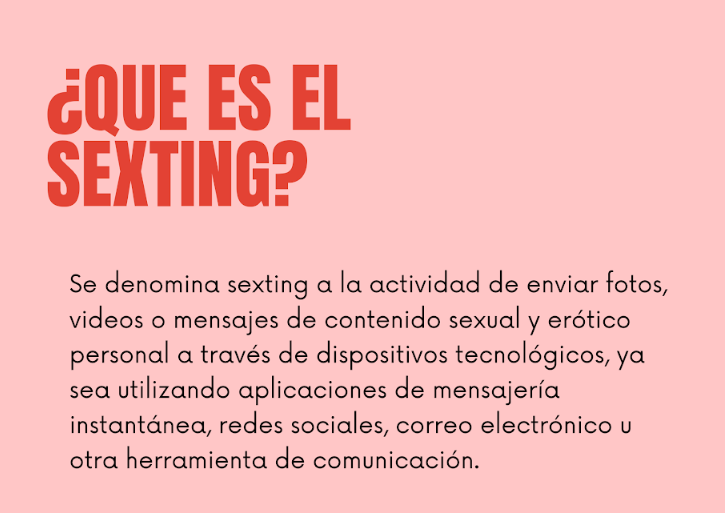 ¿QUE ES EL
SEXTING?
Se denomina sexting a la actividad de enviar fotos,
videos o mensajes de contenido sexual y erótico
personal a través de dispositivos tecnológicos, ya
sea utilizando aplicaciones de mensajería
instantánea, redes sociales, correo electrónico u
otra herramienta de comunicación.